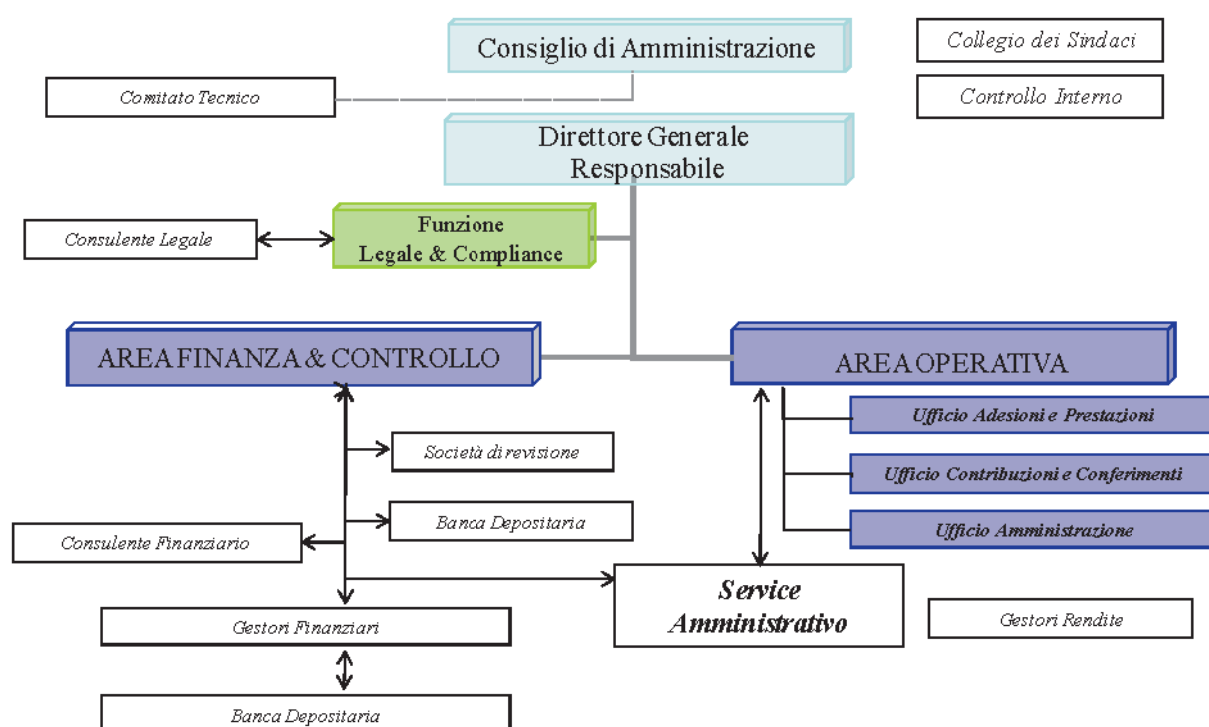 Consiglio di Amministrazione
Collegio dei Sindaci
Comitato Tecnico
Controllo Interno
Direttore Generale
Responsabile
Consulente Legale
Funzione
Legale & Compliance
AREA FINANZA & CONTROLLO
AREA OPERATIVA
Ufficio Adesioni e Prestazioni
Società di revisione
Ufficio Contribuzioni e Conferimenti
Banca Depositaria
Ufficio Amministrazione
Consulente Finanziario
Service
Amministrativo
Gestori Finanziari
Gestori Rendite
Banca Depositaria